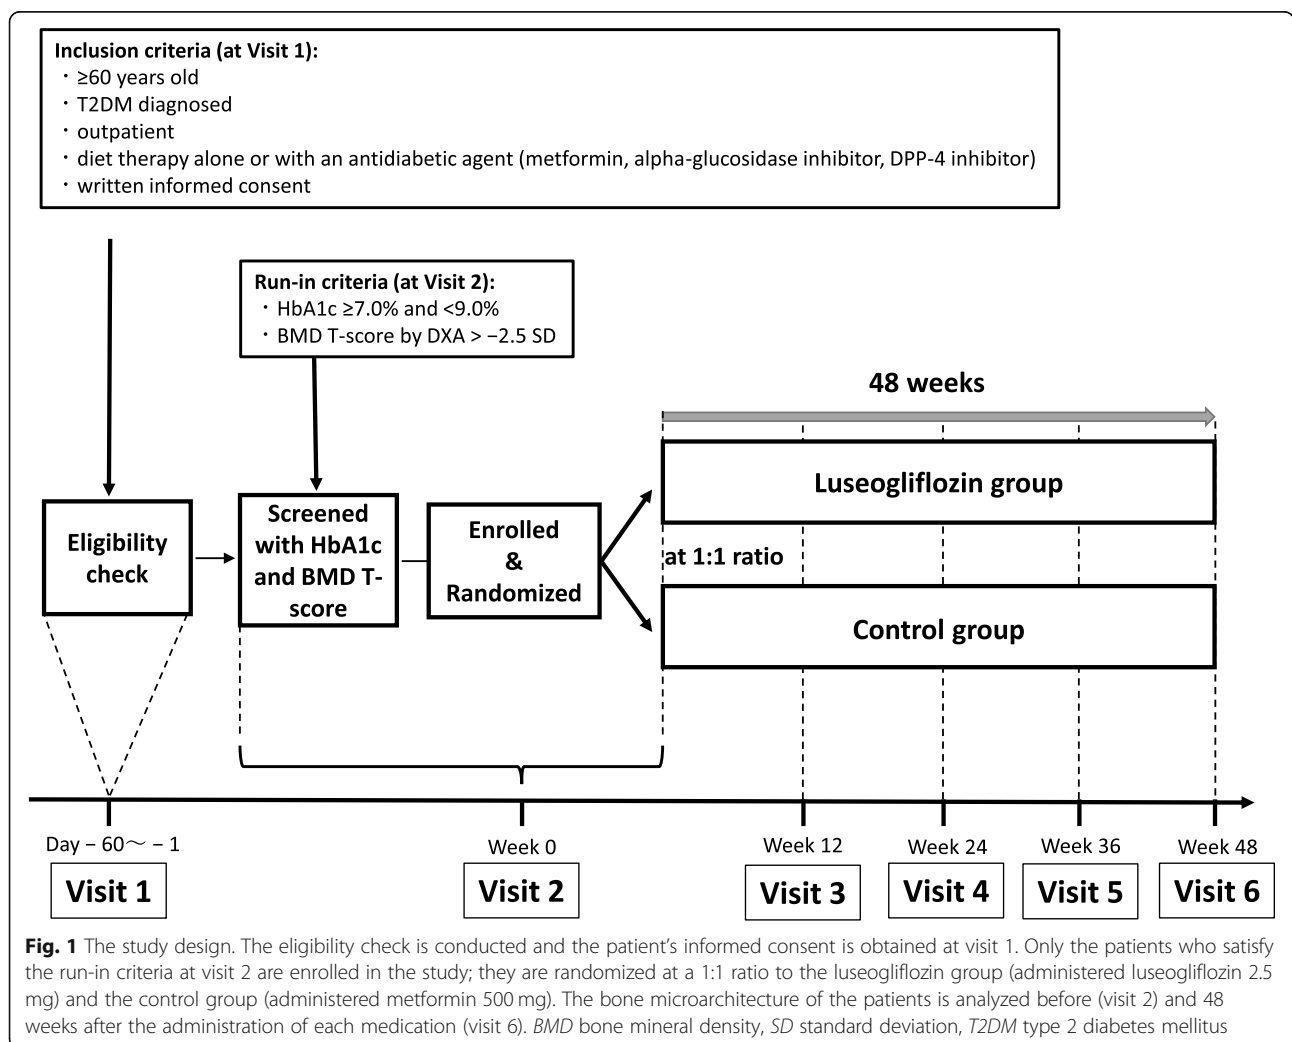 Inclusion criteria (at Visit 1):
・≥60 years old
・T2DM diagnosed
・outpatient
・diet therapy alone or with an antidiabetic agent (metformin, alpha-glucosidase inhibitor, DPP-4 inhibitor)
・written informed consent
Run-in criteria (at Visit 2):
・HbA1c ≥7.0% and <9.0%
・BMD T-score by DXA > −2.5 SD
48 weeks
Eligibility
check
Screened
with HbA1c
and BMD T-
score
Enrolled
&
Randomized
Luseogliflozin group
at 1:1 ratio
Control group
Day − 60～ − 1
Week 0
Week 12
Week 24
Week 36
Week 48
Visit 1
Visit 2
Visit 3
Visit 4
Visit 5
Visit 6
Fig. 1 The study design. The eligibility check is conducted and the patient’s informed consent is obtained at visit 1. Only the patients who satisfy
the run-in criteria at visit 2 are enrolled in the study; they are randomized at a 1:1 ratio to the luseogliflozin group (administered luseogliflozin 2.5
mg) and the control group (administered metformin 500 mg). The bone microarchitecture of the patients is analyzed before (visit 2) and 48
weeks after the administration of each medication (visit 6). BMD bone mineral density, SD standard deviation, T2DM type 2 diabetes mellitus